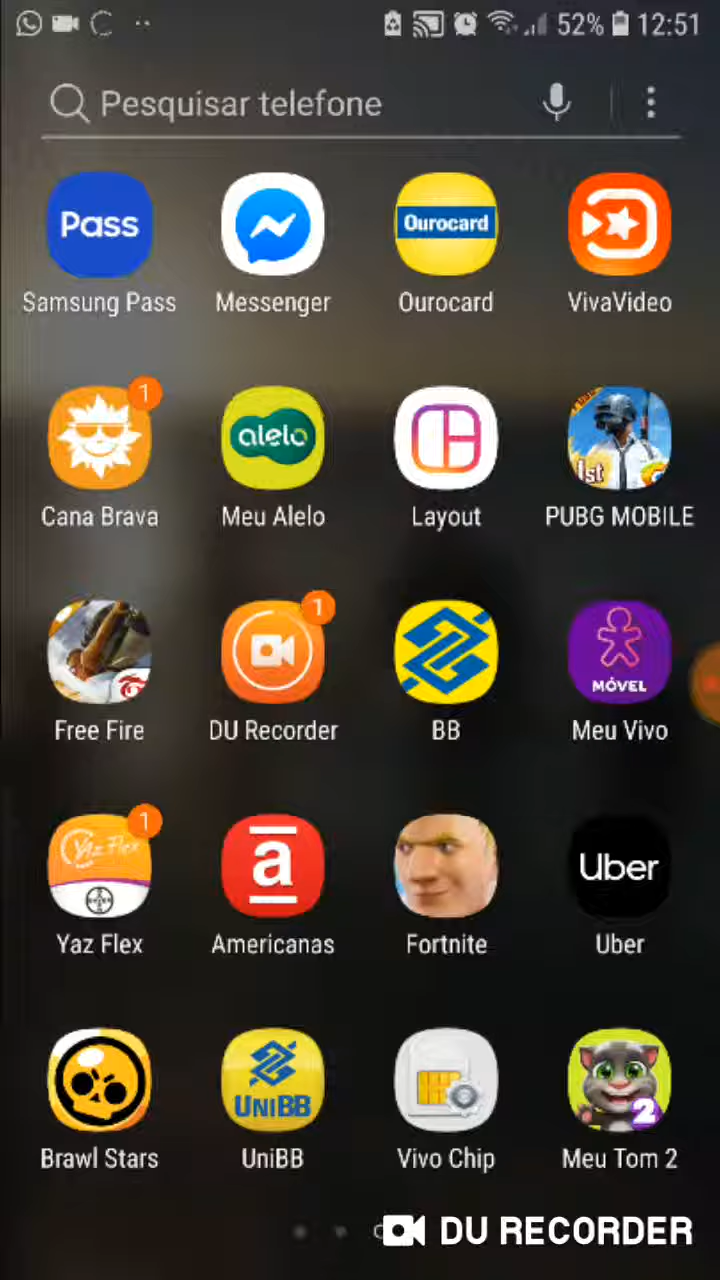 52% 12:51
Pesquisar telefone
Pass
Ourocard
Samsung Pass Messenger Ourocard VivaVideo
1
alelo
1st
Cana Brava Meu Alelo Layout PUBG MOBILE
1
MÓVEL
Free Fire DU Recorder BB Meu Vivo
1
Yaz Flex
BAYER
a
Uber
Yaz Flex Americanas Fortnite Uber
UNIBB
2
Brawl Stars UniBB Vivo Chip Meu Tom 2
DU RECORDER